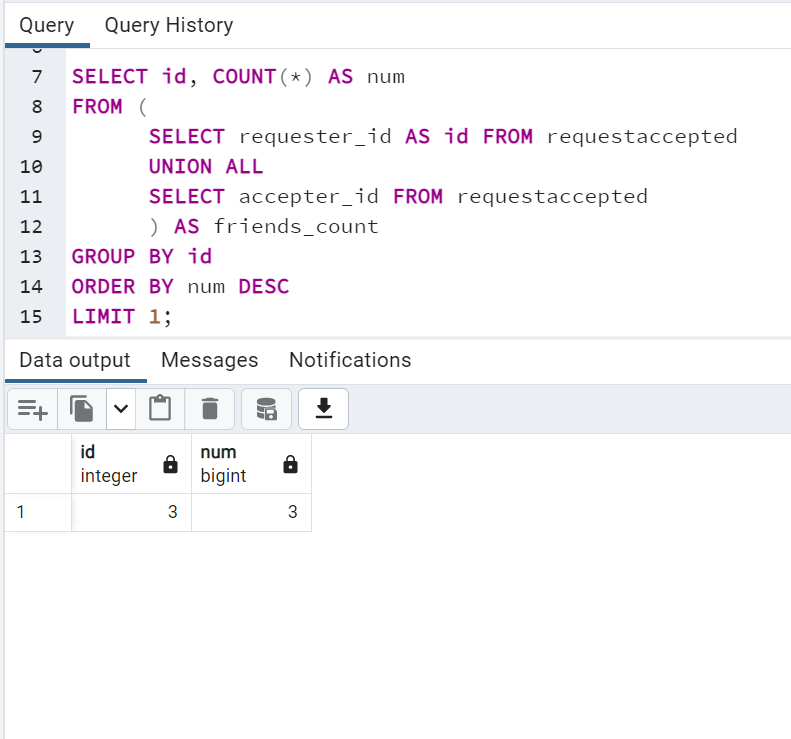 Query Query History
7 SELECT id, COUNT(*) AS num
8 FROM (
9 SELECT requester_id AS id FROM requestaccepted
10 UNION ALL
11 SELECT accepter_id FROM requestaccepted
12 ) AS friends_count
13 GROUP BY id
14 ORDER BY num DESC
15 LIMIT 1;
Data output Messages Notifications
id num
integer bigint
1 3 3